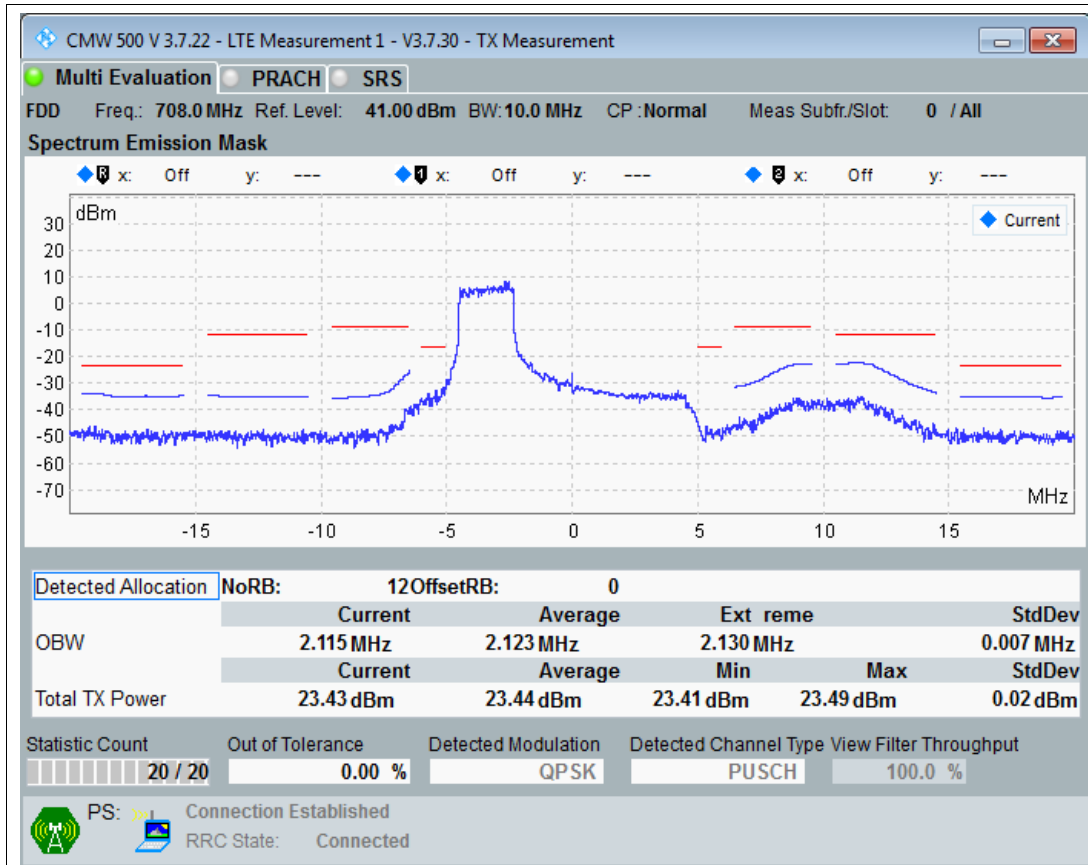 CMW 500 V 3.7.22 - LTE Measurement 1 - V3.7.30 - TX Measurement
Multi Evaluation PRACH SRS
FDD Freq.: 708.0 MHz Ref. Level: 41.00 dBm BW: 10.0 MHz CP : Normal Meas Subfr./Slot: 0 / All
Spectrum Emission Mask
R x: Off y: --- 1 x: Off y: --- 2 x: Off y: ---
dBm
Current
30
20
10
0
-10
-20
-30
-40
-50
-60
-70
MHz
-15 -10 -5 0 5 10 15
Detected Allocation NoRB: 12 OffsetRB: 0
Current Average Ext reme StdDev
OBW 2.115 MHz 2.123 MHz 2.130 MHz 0.007 MHz
Current Average Min Max StdDev
Total TX Power 23.43 dBm 23.44 dBm 23.41 dBm 23.49 dBm 0.02 dBm
Statistic Count Out of Tolerance Detected Modulation Detected Channel Type View Filter Throughput
20 / 20 0.00 % QPSK PUSCH 100.0 %
PS: Connection Established
RRC State: Connected